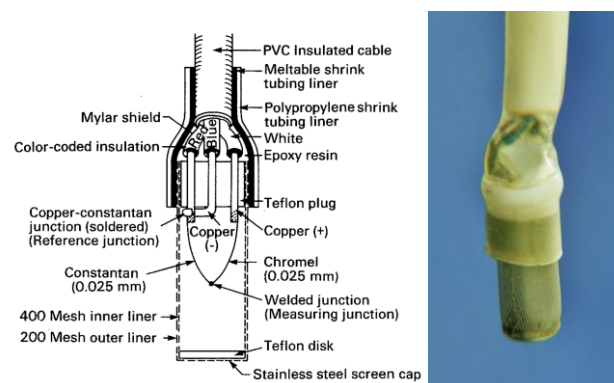 PVC Insulated cable
Meltable shrink
tubing liner
Polypropylene shrink
tubing liner
Mylar shield
Red
Blue
White
Color-coded insulation
Epoxy resin
Teflon plug
Copper-constantan
junction (soldered)
(Reference junction)
Copper
(-)
Copper (+)
Constantan
(0.025 mm)
Chromel
(0.025 mm)
Welded junction
(Measuring junction)
400 Mesh inner liner
200 Mesh outer liner
Teflon disk
Stainless steel screen cap